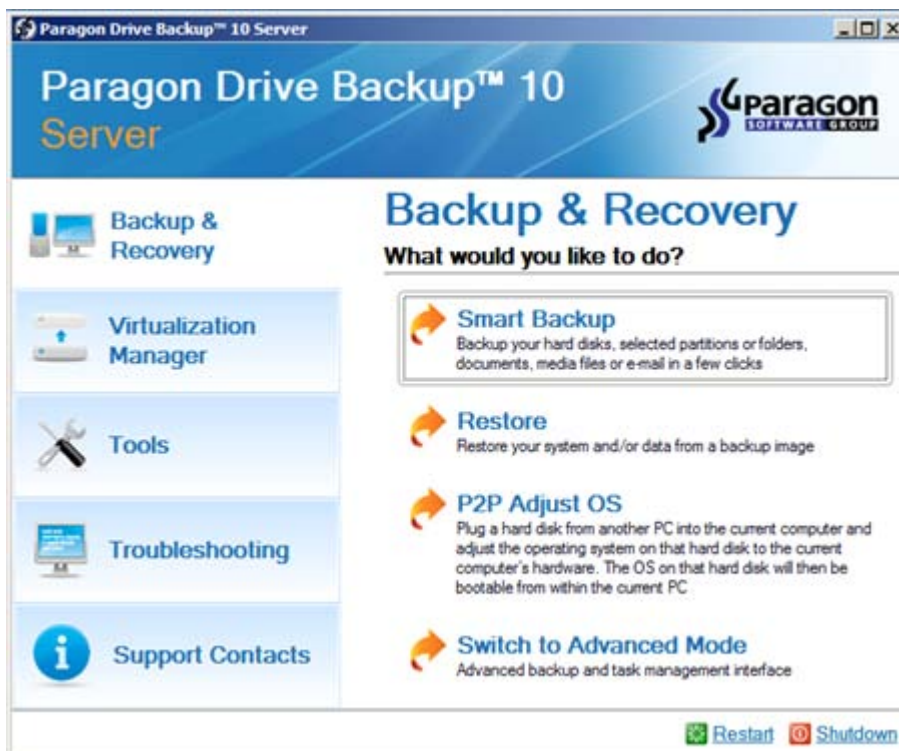 Paragon Drive Backup™ 10 Server
Paragon Drive Backup™ 10
Server
Paragon
SOFTWARE GROUP
Backup &
Recovery
Virtualization
Manager
Tools
Troubleshooting
Support Contacts
Backup & Recovery
What would you like to do?
Smart Backup
Backup your hard disks, selected partitions or folders,
documents, media files or e-mail in a few clicks
Restore
Restore your system and/or data from a backup image
P2P Adjust OS
Plug a hard disk from another PC into the current computer and
adjust the operating system on that hard disk to the current
computer's hardware. The OS on that hard disk will then be
bootable from within the current PC
Switch to Advanced Mode
Advanced backup and task management interface
Restart Shutdown